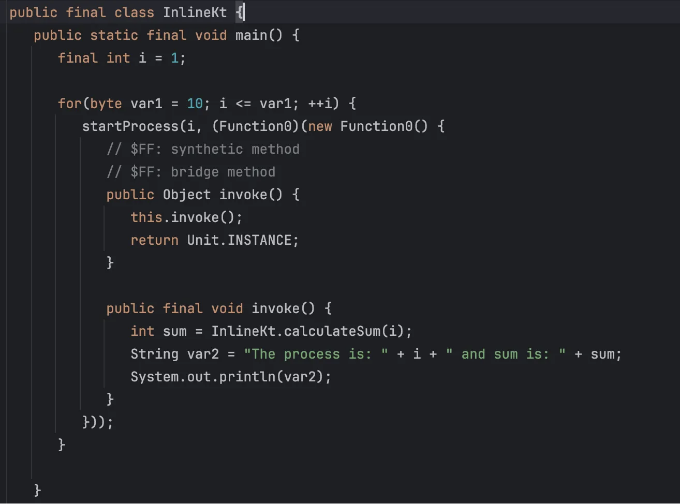 public final class InlineKt {
public static final void main() {
final int i = 1;
for(byte var1 = 10; i <= var1; ++i) {
startProcess(i, (Function0)(new Function0() {
// $FF: synthetic method
// $FF: bridge method
public Object invoke() {
this.invoke();
return Unit.INSTANCE;
}
public final void invoke() {
int sum = InlineKt.calculateSum(i);
String var2 = "The process is: " + i + " and sum is: " + sum;
System.out.println(var2);
}
}));
}
}